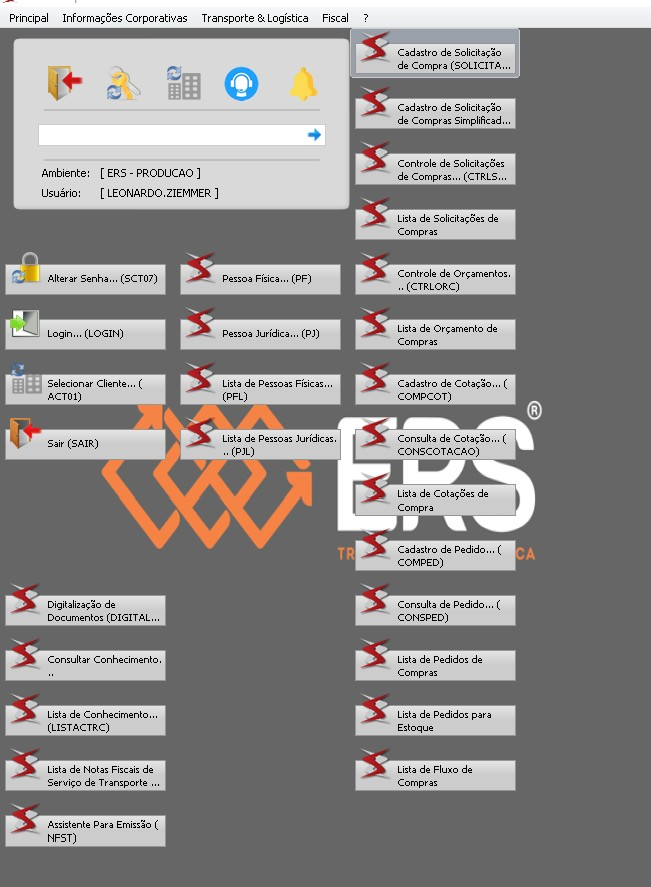 Principal Informações Corporativas Transporte & Logística Fiscal ?
Ambiente: [ ERS - PRODUCAO ]
Usuário: [ LEONARDO.ZIEMMER ]
Alterar Senha... (SCT07)
Login... (LOGIN)
Selecionar Cliente... (
ACT01)
Sair (SAIR)
Digitalização de
Documentos (DIGITAL...
Consultar Conhecimento.
..
Lista de Conhecimento...
(LISTACTRC)
Lista de Notas Fiscais de
Serviço de Transporte ...
Assistente Para Emissão (
NFST)
Pessoa Física... (PF)
Pessoa Jurídica... (PJ)
Lista de Pessoas Físicas...
(PFL)
Lista de Pessoas Jurídicas.
.. (PJL)
Cadastro de Solicitação
de Compra (SOLICITA...
Cadastro de Solicitação
de Compras Simplificad...
Controle de Solicitações
de Compras... (CTRLS...
Lista de Solicitações de
Compras
Controle de Orçamentos.
.. (CTRLORC)
Lista de Orçamento de
Compras
Cadastro de Cotação... (
COMPCOT)
Consulta de Cotação... (
CONSCOTACAO)
Lista de Cotações de
Compra
Cadastro de Pedido... (
COMPED)
Consulta de Pedido... (
CONSPED)
Lista de Pedidos de
Compras
Lista de Pedidos para
Estoque
Lista de Fluxo de
Compras
ERS ®
TR CA